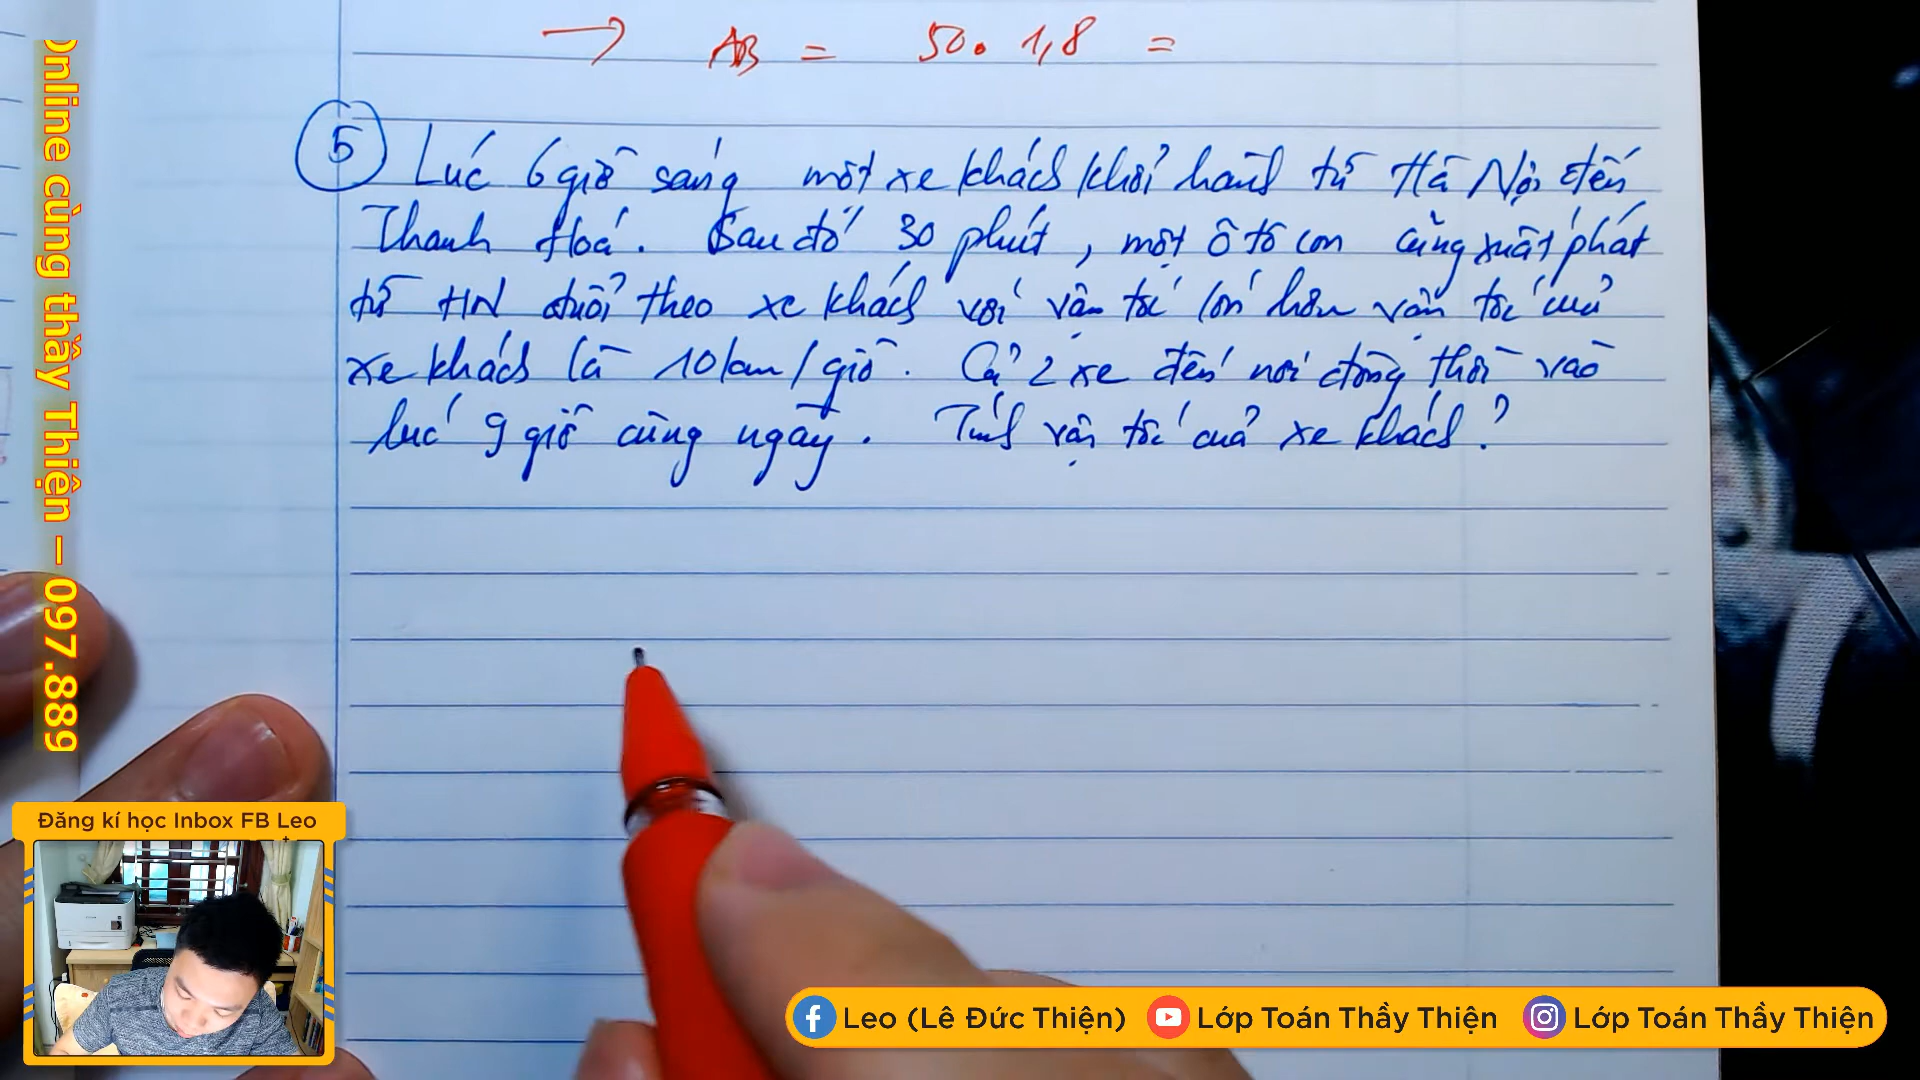 → AB = 50. 1,8 =
5 Lúc 6 giờ sáng một xe khách khởi hành từ Hà Nội đến
Thanh Hoá. Sau đó 30 phút, một ô tô con cũng xuất phát
từ HN đuổi theo xe khách với vận tốc lớn hơn vận tốc của
xe khách là 10km/giờ. Cả 2 xe đến nơi đồng thời vào
lúc 9 giờ cùng ngày. Tính vận tốc của xe khách?
Online cùng thầy Thiện – 097.889
Đăng kí học Inbox FB Leo
Leo (Lê Đức Thiện) Lớp Toán Thầy Thiện Lớp Toán Thầy Thiện